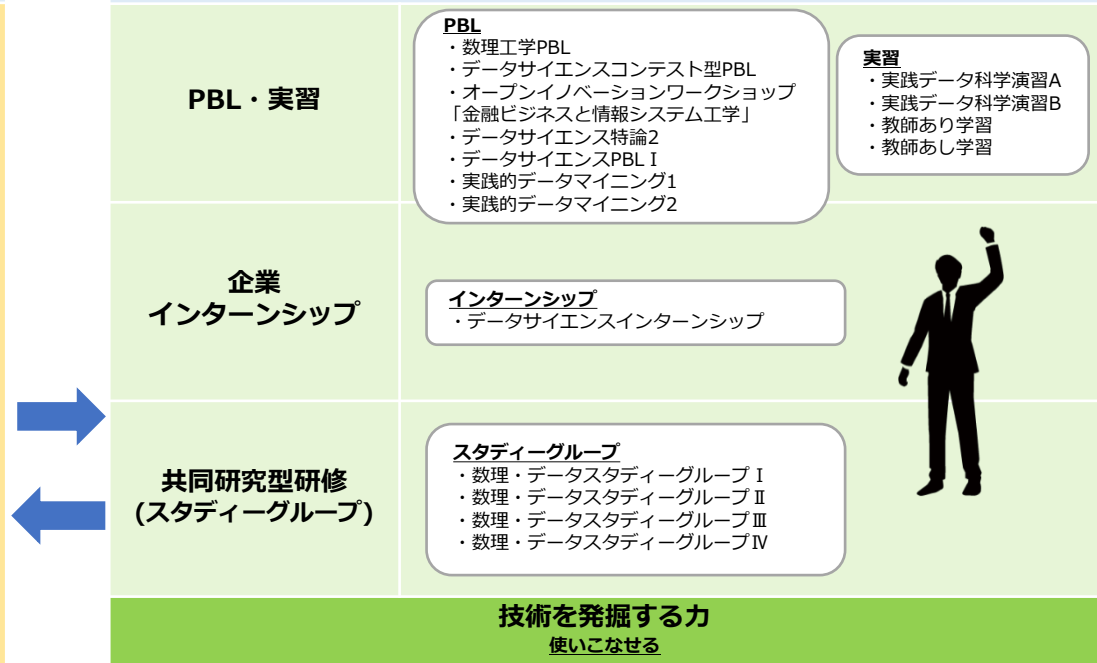 PBL・実習
PBL
・数理工学PBL
・データサイエンスコンテスト型PBL
・オープンイノベーションワークショップ
「金融ビジネスと情報システム工学」
・データサイエンス特論2
・データサイエンスPBLⅠ
・実践的データマイニング1
・実践的データマイニング2
実習
・実践データ科学演習A
・実践データ科学演習B
・教師あり学習
・教師あし学習
企業
インターンシップ
インターンシップ
・データサイエンスインターンシップ
共同研究型研修
(スタディーグループ)
スタディーグループ
・数理・データスタディーグループⅠ
・数理・データスタディーグループⅡ
・数理・データスタディーグループⅢ
・数理・データスタディーグループⅣ
技術を発掘する力
使いこなせる